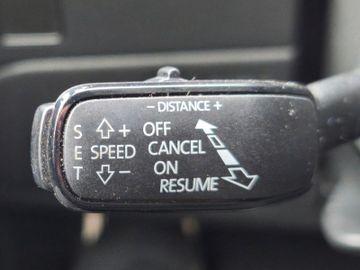 - DISTANCE +
S + OFF
E SPEED CANCEL
T - ON
RESUME